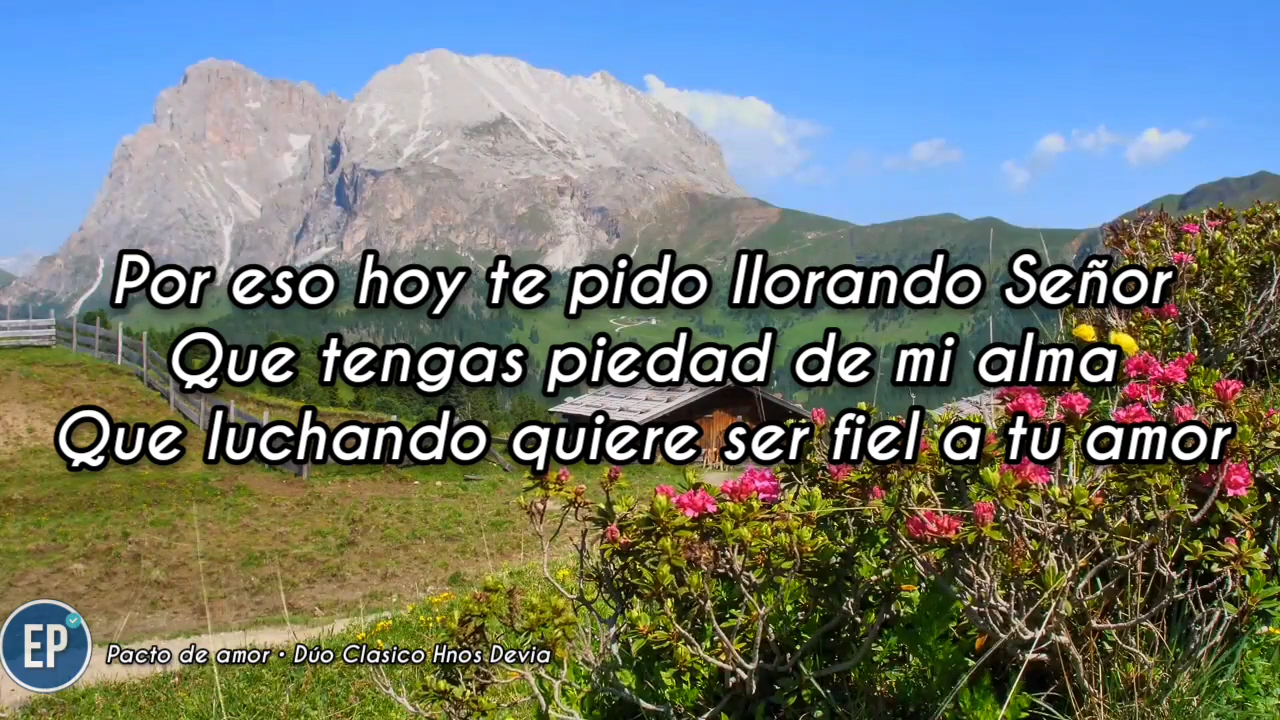 Por eso hoy te pido llorando Señor
Que tengas piedad de mi alma
Que luchando quiere ser fiel a tu amor
EP
Pacto de amor • Dúo Clasico Hnos Devia